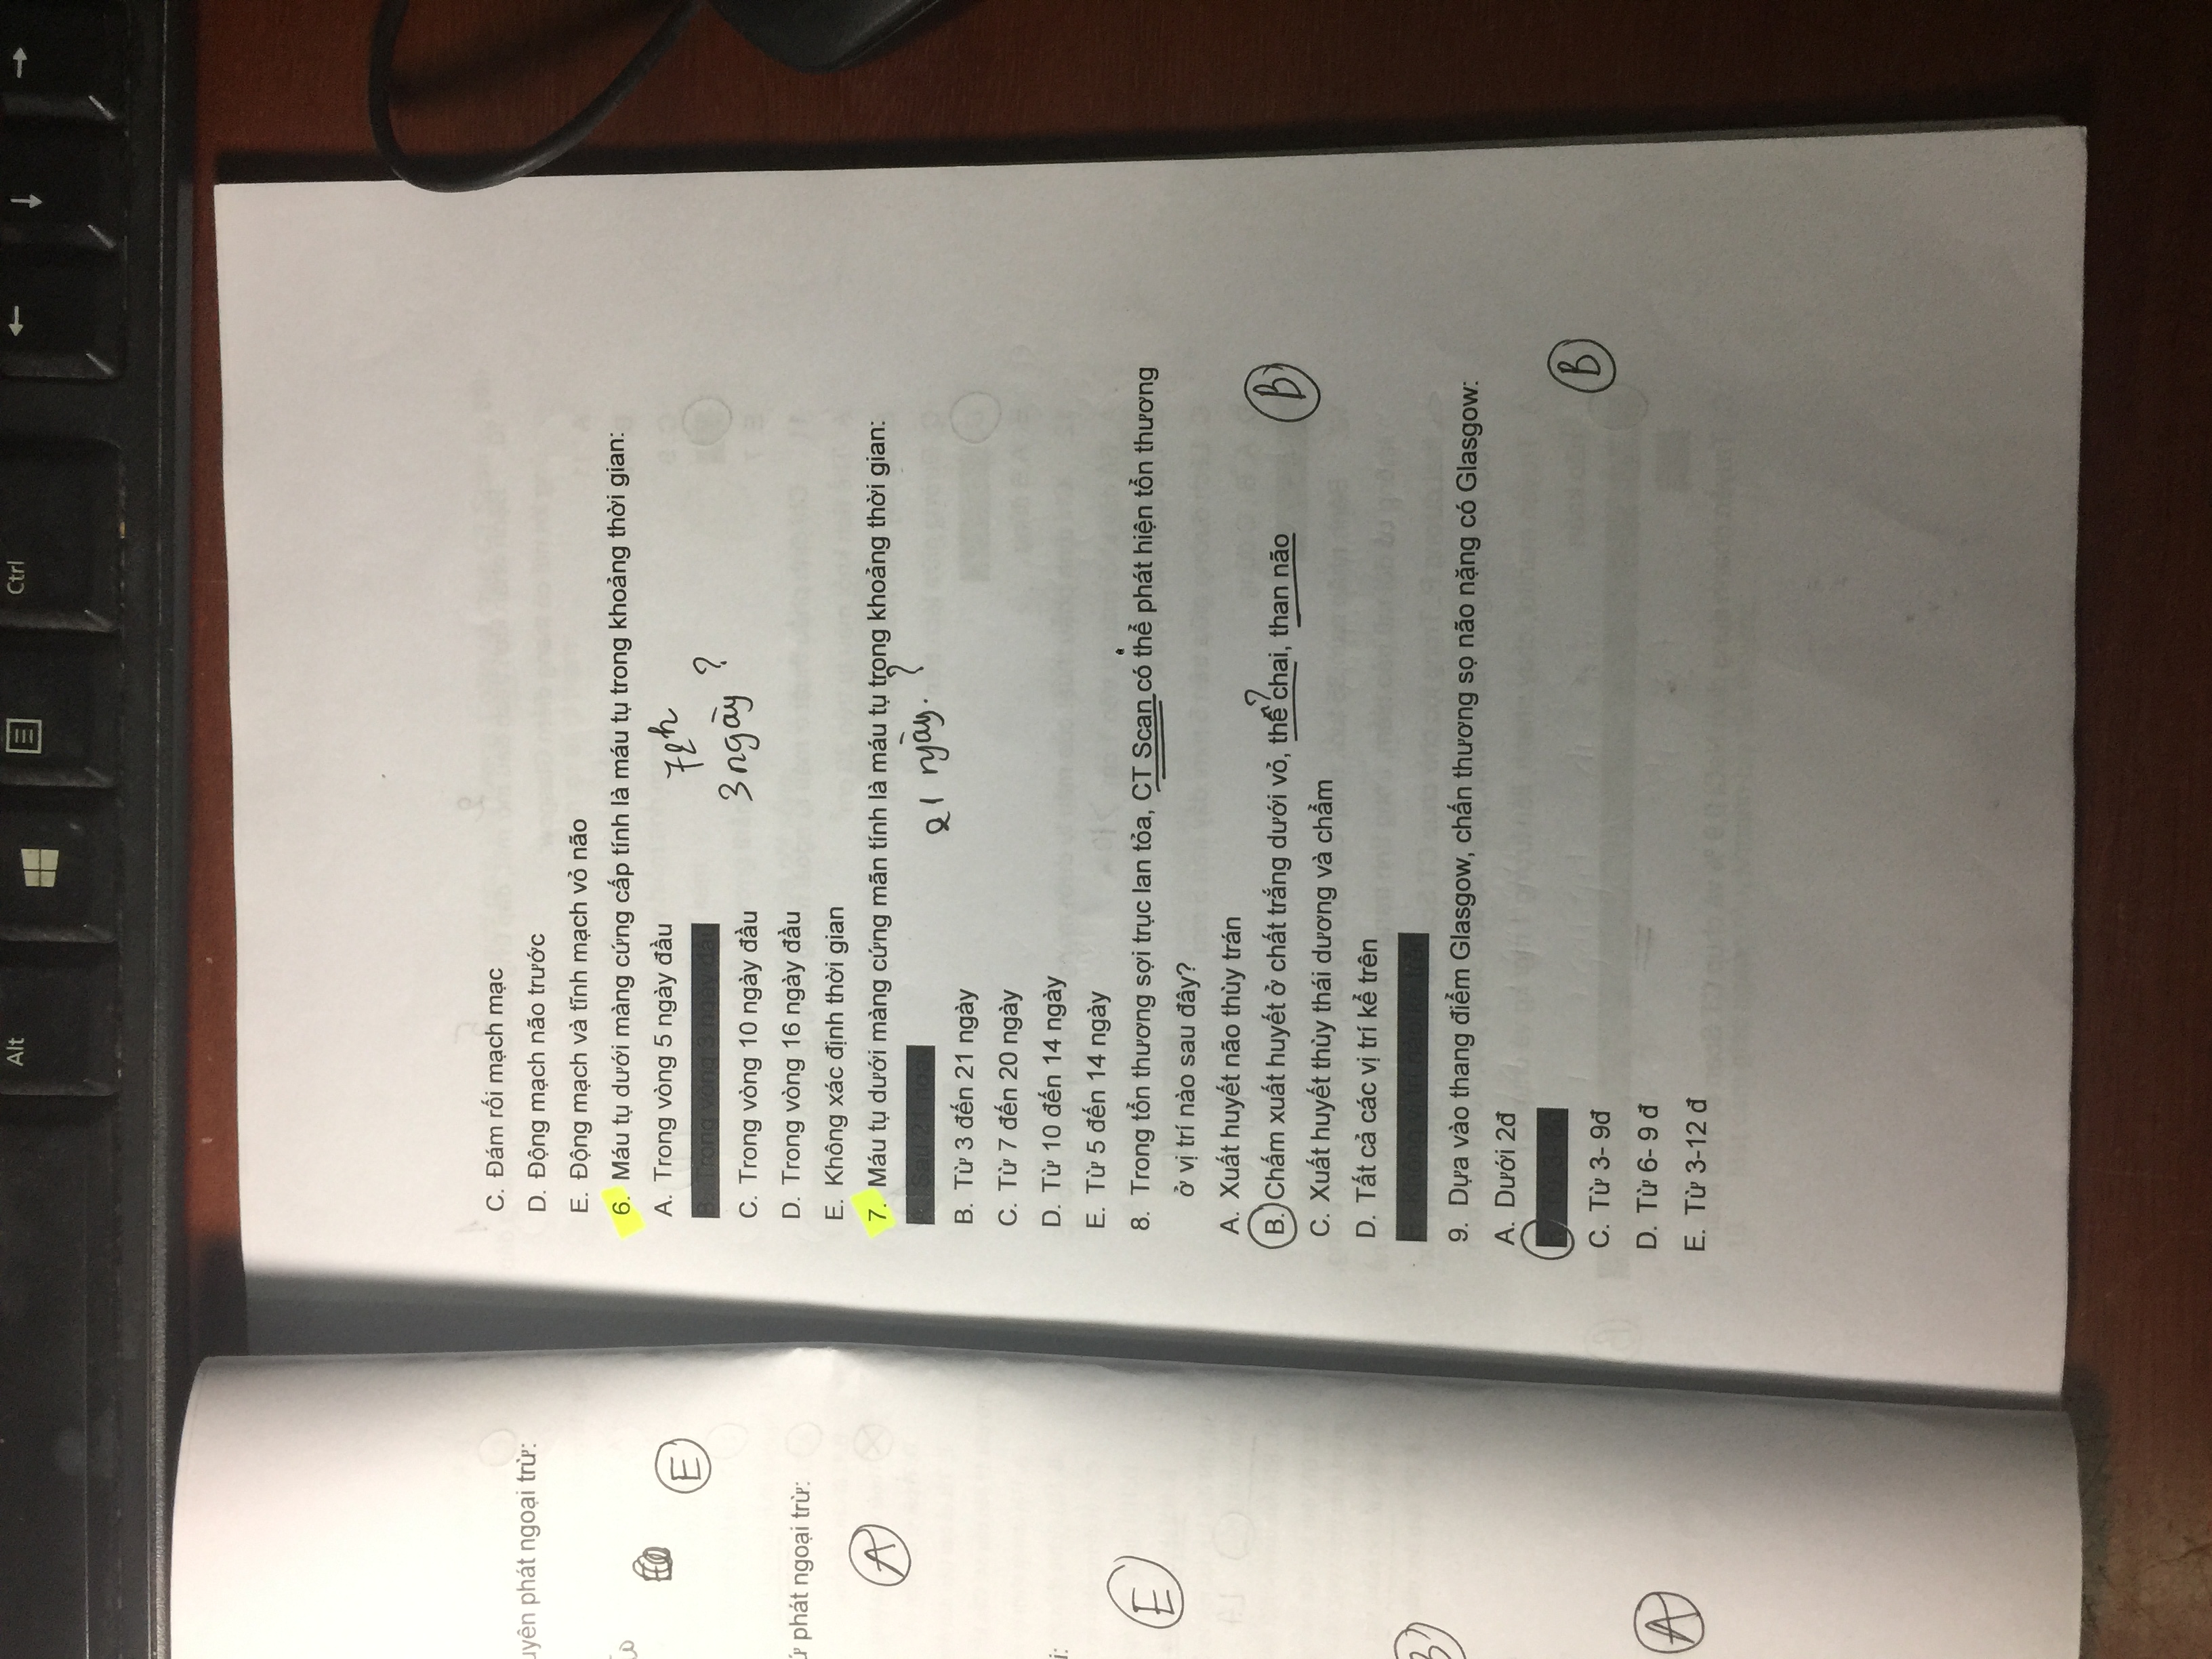 Alt
Ctrl
uyên phát ngoại trừ:
E
ứ phát ngoại trừ:
A
i:
E
B
A
C. Đám rối mạch mạc
D. Động mạch não trước
E. Động mạch và tĩnh mạch vỏ não
6. Máu tụ dưới màng cứng cấp tính là máu tụ trong khoảng thời gian:
A. Trong vòng 5 ngày đầu
72h
B. Trong vòng 3 ngày đầu
3 ngày ?
C. Trong vòng 10 ngày đầu
D. Trong vòng 16 ngày đầu
E. Không xác định thời gian
7. Máu tụ dưới màng cứng mãn tính là máu tụ trong khoảng thời gian:
A. Sau 21 ngày
21 ngày. ?
B. Từ 3 đến 21 ngày
C. Từ 7 đến 20 ngày
D. Từ 10 đến 14 ngày
E. Từ 5 đến 14 ngày
8. Trong tổn thương sợi trục lan tỏa, CT Scan có thể phát hiện tổn thương
ở vị trí nào sau đây?
A. Xuất huyết não thùy trán
?
B. Chấm xuất huyết ở chất trắng dưới vỏ, thể chai, than não B
C. Xuất huyết thùy thái dương và chẩm
D. Tất cả các vị trí kể trên
E. Không vị trí nào kể trên
9. Dựa vào thang điểm Glasgow, chấn thương sọ não nặng có Glasgow:
A. Dưới 2đ
Từ 3- 8đ
B
C. Từ 3- 9đ
D. Từ 6- 9 đ
E. Từ 3-12 đ